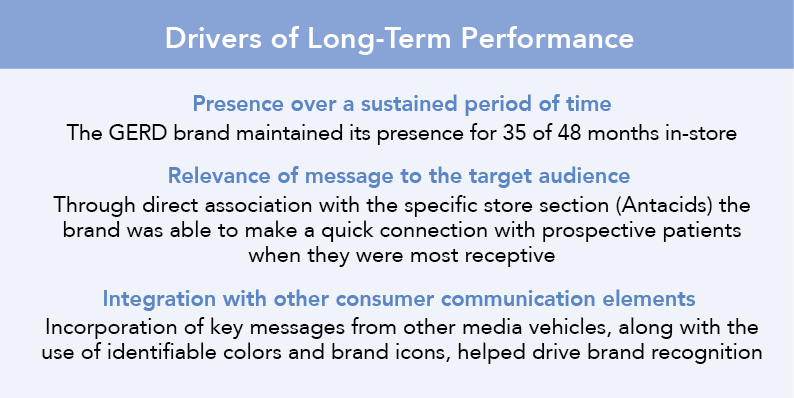 Drivers of Long-Term Performance
Presence over a sustained period of time
The GERD brand maintained its presence for 35 of 48 months in-store
Relevance of message to the target audience
Through direct association with the specific store section (Antacids) the
brand was able to make a quick connection with prospective patients
when they were most receptive
Integration with other consumer communication elements
Incorporation of key messages from other media vehicles, along with the
use of identifiable colors and brand icons, helped drive brand recognition